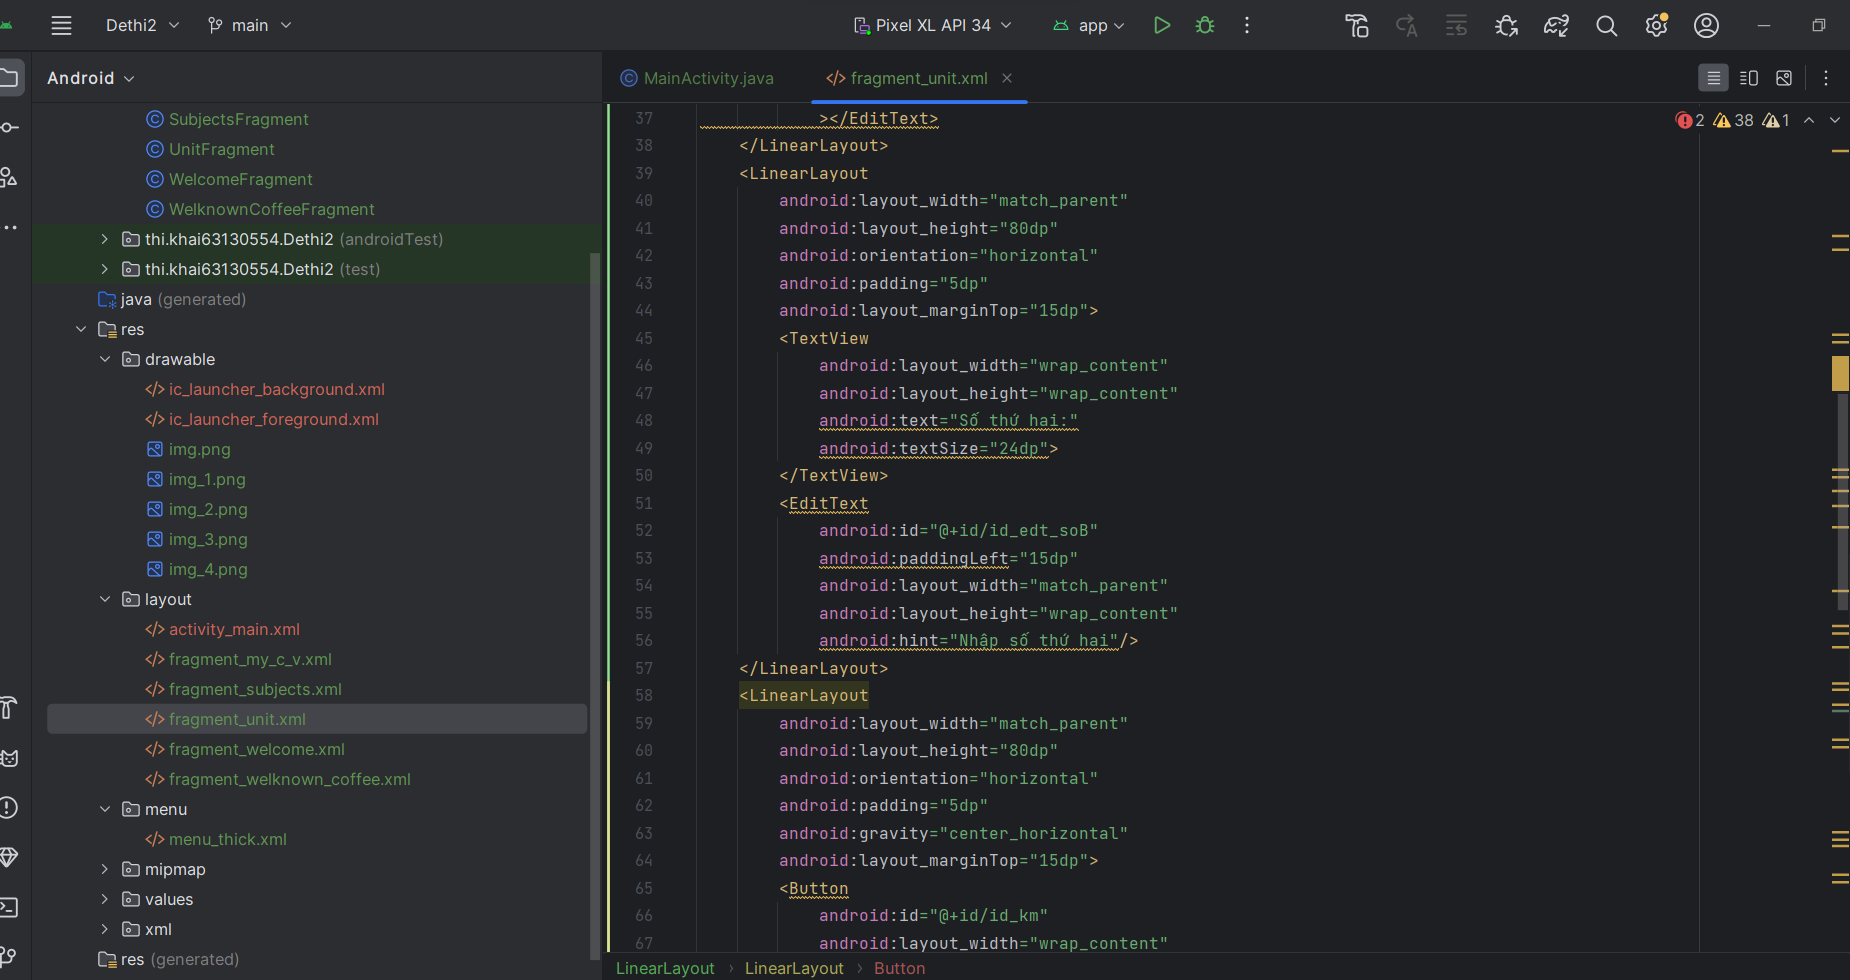 Dethi2
main
Pixel XL API 34
app
Android
MainActivity.java
fragment_unit.xml
SubjectsFragment
UnitFragment
WelcomeFragment
WelknownCoffeeFragment
thi.khai63130554.Dethi2 (androidTest)
thi.khai63130554.Dethi2 (test)
java (generated)
res
drawable
ic_launcher_background.xml
ic_launcher_foreground.xml
img.png
img_1.png
img_2.png
img_3.png
img_4.png
layout
activity_main.xml
fragment_my_c_v.xml
fragment_subjects.xml
fragment_unit.xml
fragment_welcome.xml
fragment_welknown_coffee.xml
menu
menu_thick.xml
mipmap
values
xml
res (generated)
2 38 1
37 ></EditText>
38 </LinearLayout>
39 <LinearLayout
40 android:layout_width="match_parent"
41 android:layout_height="80dp"
42 android:orientation="horizontal"
43 android:padding="5dp"
44 android:layout_marginTop="15dp">
45 <TextView
46 android:layout_width="wrap_content"
47 android:layout_height="wrap_content"
48 android:text="Số thứ hai:"
49 android:textSize="24dp">
50 </TextView>
51 <EditText
52 android:id="@+id/id_edt_soB"
53 android:paddingLeft="15dp"
54 android:layout_width="match_parent"
55 android:layout_height="wrap_content"
56 android:hint="Nhập số thứ hai"/>
57 </LinearLayout>
58 <LinearLayout
59 android:layout_width="match_parent"
60 android:layout_height="80dp"
61 android:orientation="horizontal"
62 android:padding="5dp"
63 android:gravity="center_horizontal"
64 android:layout_marginTop="15dp">
65 <Button
66 android:id="@+id/id_km"
67 android:layout_width="wrap_content"
LinearLayout › LinearLayout › Button